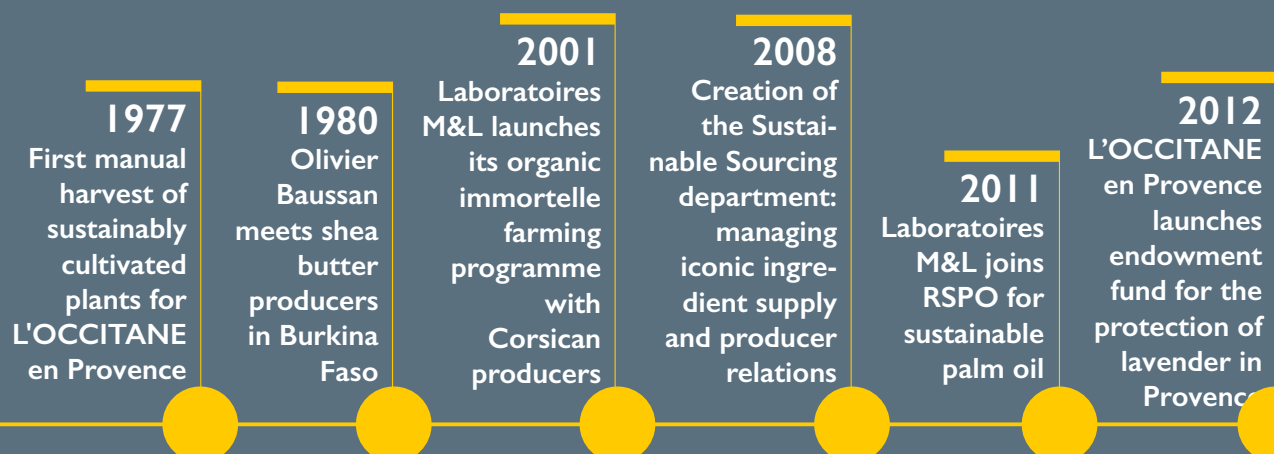 1977
First manual
harvest of
sustainably
cultivated
plants for
L'OCCITANE
en Provence
1980
Olivier
Baussan
meets shea
butter
producers
in Burkina
Faso
2001
Laboratoires
M&L launches
its organic
immortelle
farming
programme
with
Corsican
producers
2008
Creation of
the Sustai-
nable Sourcing
department:
managing
iconic ingre-
dient supply
and producer
relations
2011
Laboratoires
M&L joins
RSPO for
sustainable
palm oil
2012
L’OCCITANE
en Provence
launches
endowment
fund for the
protection of
lavender in
Provence